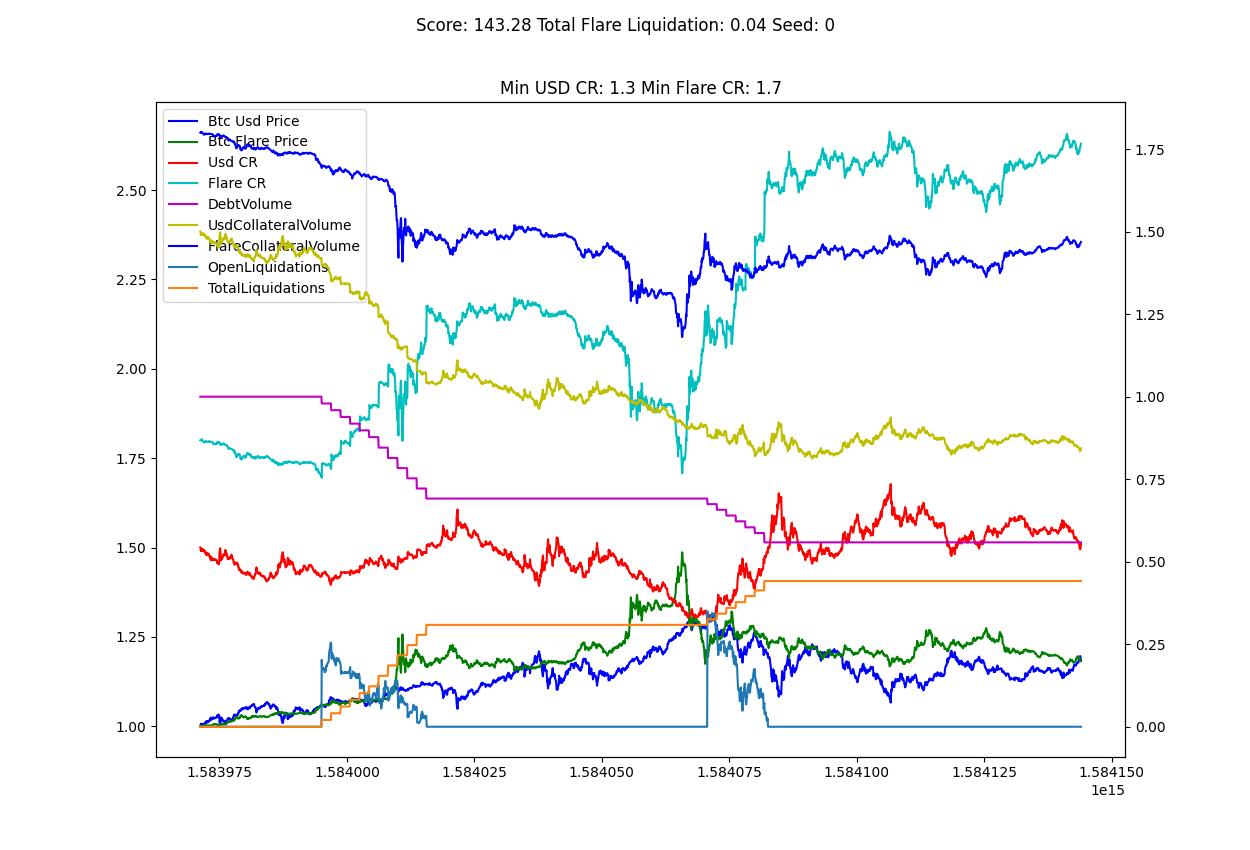 Score: 143.28 Total Flare Liquidation: 0.04 Seed: 0
Min USD CR: 1.3 Min Flare CR: 1.7
Btc Usd Price
Btc Flare Price
Usd CR
Flare CR
DebtVolume
UsdCollateralVolume
FlareCollateralVolume
OpenLiquidations
TotalLiquidations
2.50
2.25
2.00
1.75
1.50
1.25
1.00
1.75
1.50
1.25
1.00
0.75
0.50
0.25
0.00
1.583975 1.584000 1.584025 1.584050 1.584075 1.584100 1.584125 1.584150
1e15